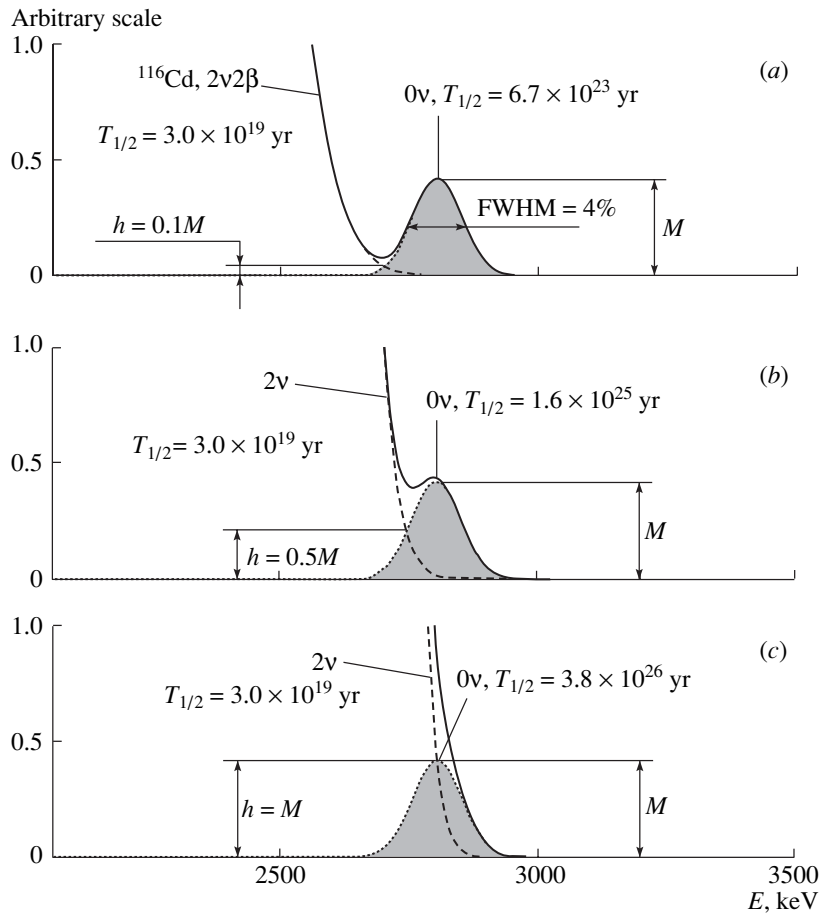 Arbitrary scale
1.0
(a)
¹¹⁶Cd, 2ν2β
0ν, T₁/₂ = 6.7 × 10²³ yr
T₁/₂ = 3.0 × 10¹⁹ yr
0.5
FWHM = 4%
h = 0.1M
M
0
1.0
(b)
2ν
0ν, T₁/₂ = 1.6 × 10²⁵ yr
T₁/₂ = 3.0 × 10¹⁹ yr
0.5
h = 0.5M
M
0
1.0
(c)
2ν
0ν, T₁/₂ = 3.8 × 10²⁶ yr
T₁/₂ = 3.0 × 10¹⁹ yr
0.5
h = M
M
0
2500 3000 3500
E, keV